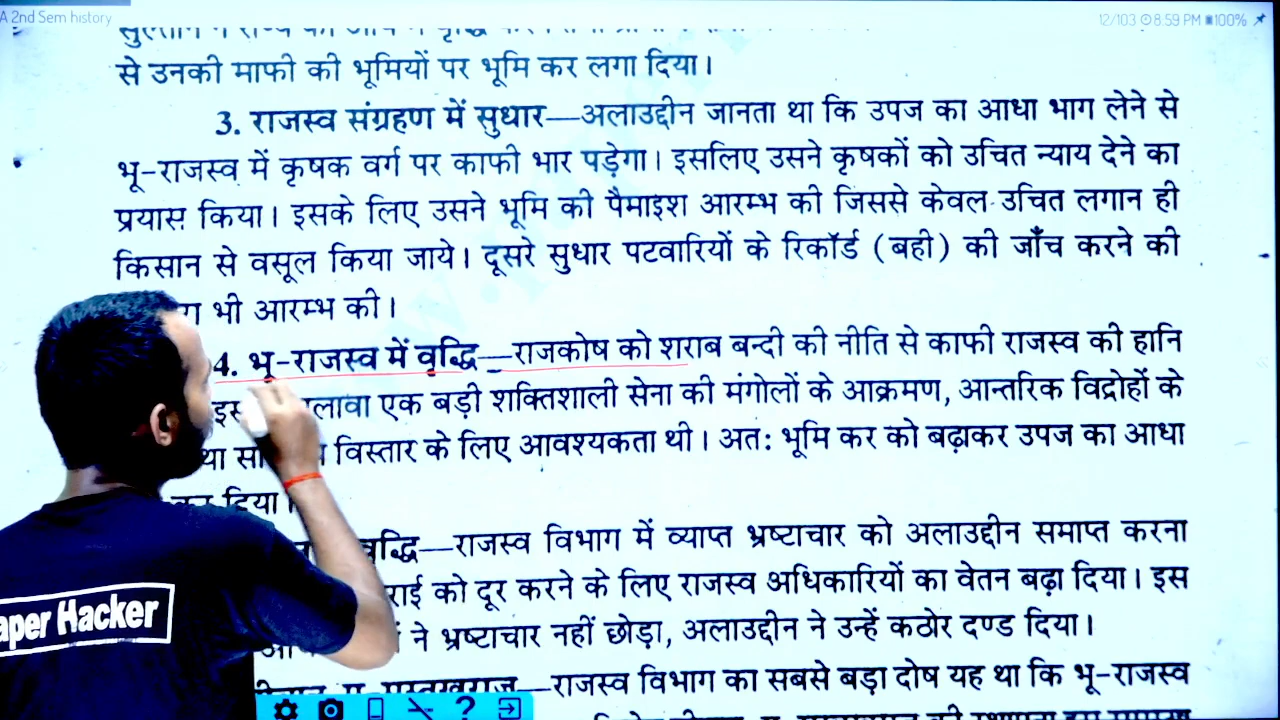 A 2nd Sem history
12/103 8:59 PM 100%
से उनकी माफी की भूमियों पर भूमि कर लगा दिया।
3. राजस्व संग्रहण में सुधार—अलाउद्दीन जानता था कि उपज का आधा भाग लेने से
भू-राजस्व में कृषक वर्ग पर काफी भार पड़ेगा। इसलिए उसने कृषकों को उचित न्याय देने का
प्रयास किया। इसके लिए उसने भूमि की पैमाइश आरम्भ की जिससे केवल उचित लगान ही
किसान से वसूल किया जाये। दूसरे सुधार पटवारियों के रिकॉर्ड (बही) की जाँच करने की
भी आरम्भ की।
4. भू-राजस्व में वृद्धि—राजकोष को शराब बन्दी की नीति से काफी राजस्व की हानि
इस लावा एक बड़ी शक्तिशाली सेना की मंगोलों के आक्रमण, आन्तरिक विद्रोहों के
विस्तार के लिए आवश्यकता थी। अतः भूमि कर को बढ़ाकर उपज का आधा
कर दिया।
वृद्धि—राजस्व विभाग में व्याप्त भ्रष्टाचार को अलाउद्दीन समाप्त करना
राई को दूर करने के लिए राजस्व अधिकारियों का वेतन बढ़ा दिया। इस
ने भ्रष्टाचार नहीं छोड़ा, अलाउद्दीन ने उन्हें कठोर दण्ड दिया।
—राजस्व विभाग का सबसे बड़ा दोष यह था कि भू-राजस्व
aper Hacker